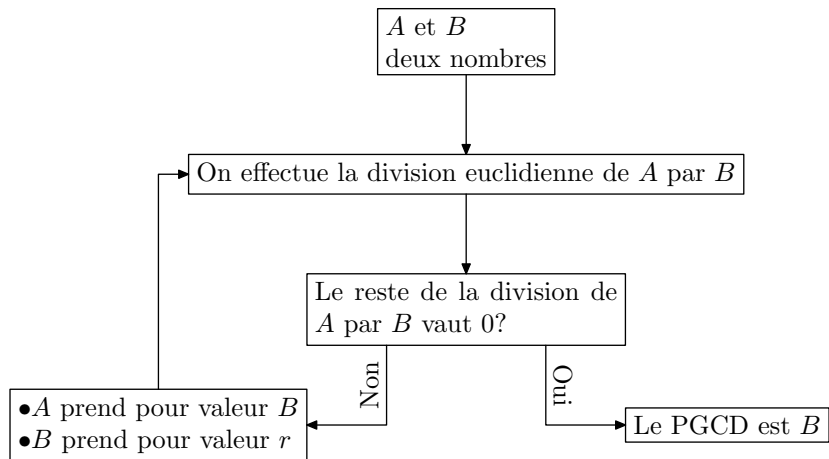 A et B
deux nombres
On effectue la division euclidienne de A par B
Le reste de la division de
A par B vaut 0?
Non
Oui
•A prend pour valeur B
•B prend pour valeur r
Le PGCD est B